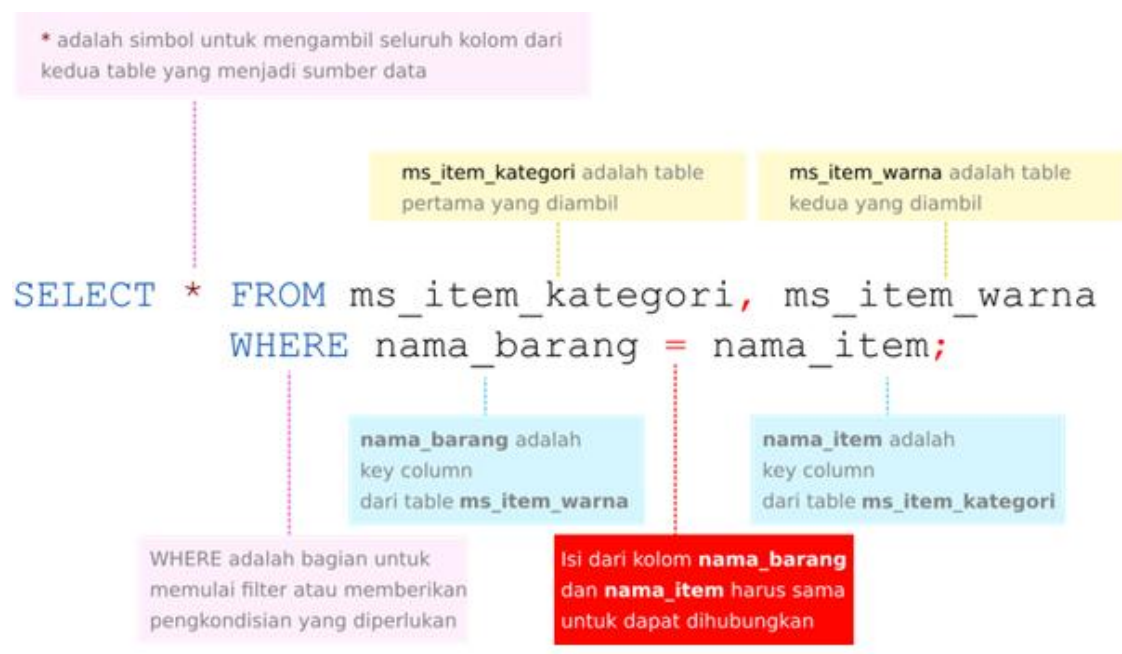 * adalah simbol untuk mengambil seluruh kolom dari
kedua table yang menjadi sumber data
ms_item_kategori adalah table
pertama yang diambil
ms_item_warna adalah table
kedua yang diambil
SELECT * FROM ms_item_kategori, ms_item_warna
WHERE nama_barang = nama_item;
nama_barang adalah
key column
dari table ms_item_warna
nama_item adalah
key column
dari table ms_item_kategori
WHERE adalah bagian untuk
memulai filter atau memberikan
pengkondisian yang diperlukan
Isi dari kolom nama_barang
dan nama_item harus sama
untuk dapat dihubungkan